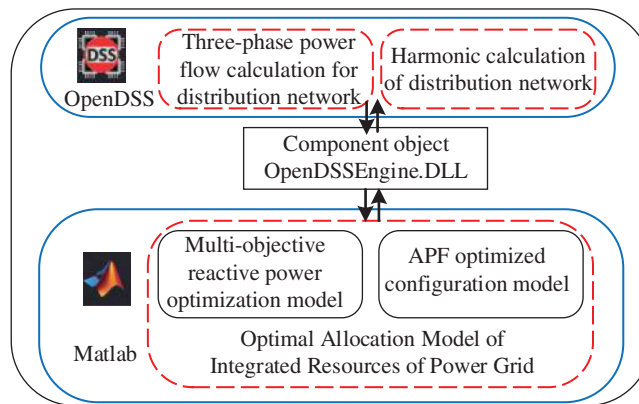 DSS
OpenDSS
Three-phase power
flow calculation for
distribution network
Harmonic calculation
of distribution network
Component object
OpenDSSEngine.DLL
Multi-objective
reactive power
optimization model
APF optimized
configuration model
Matlab
Optimal Allocation Model of
Integrated Resources of Power Grid